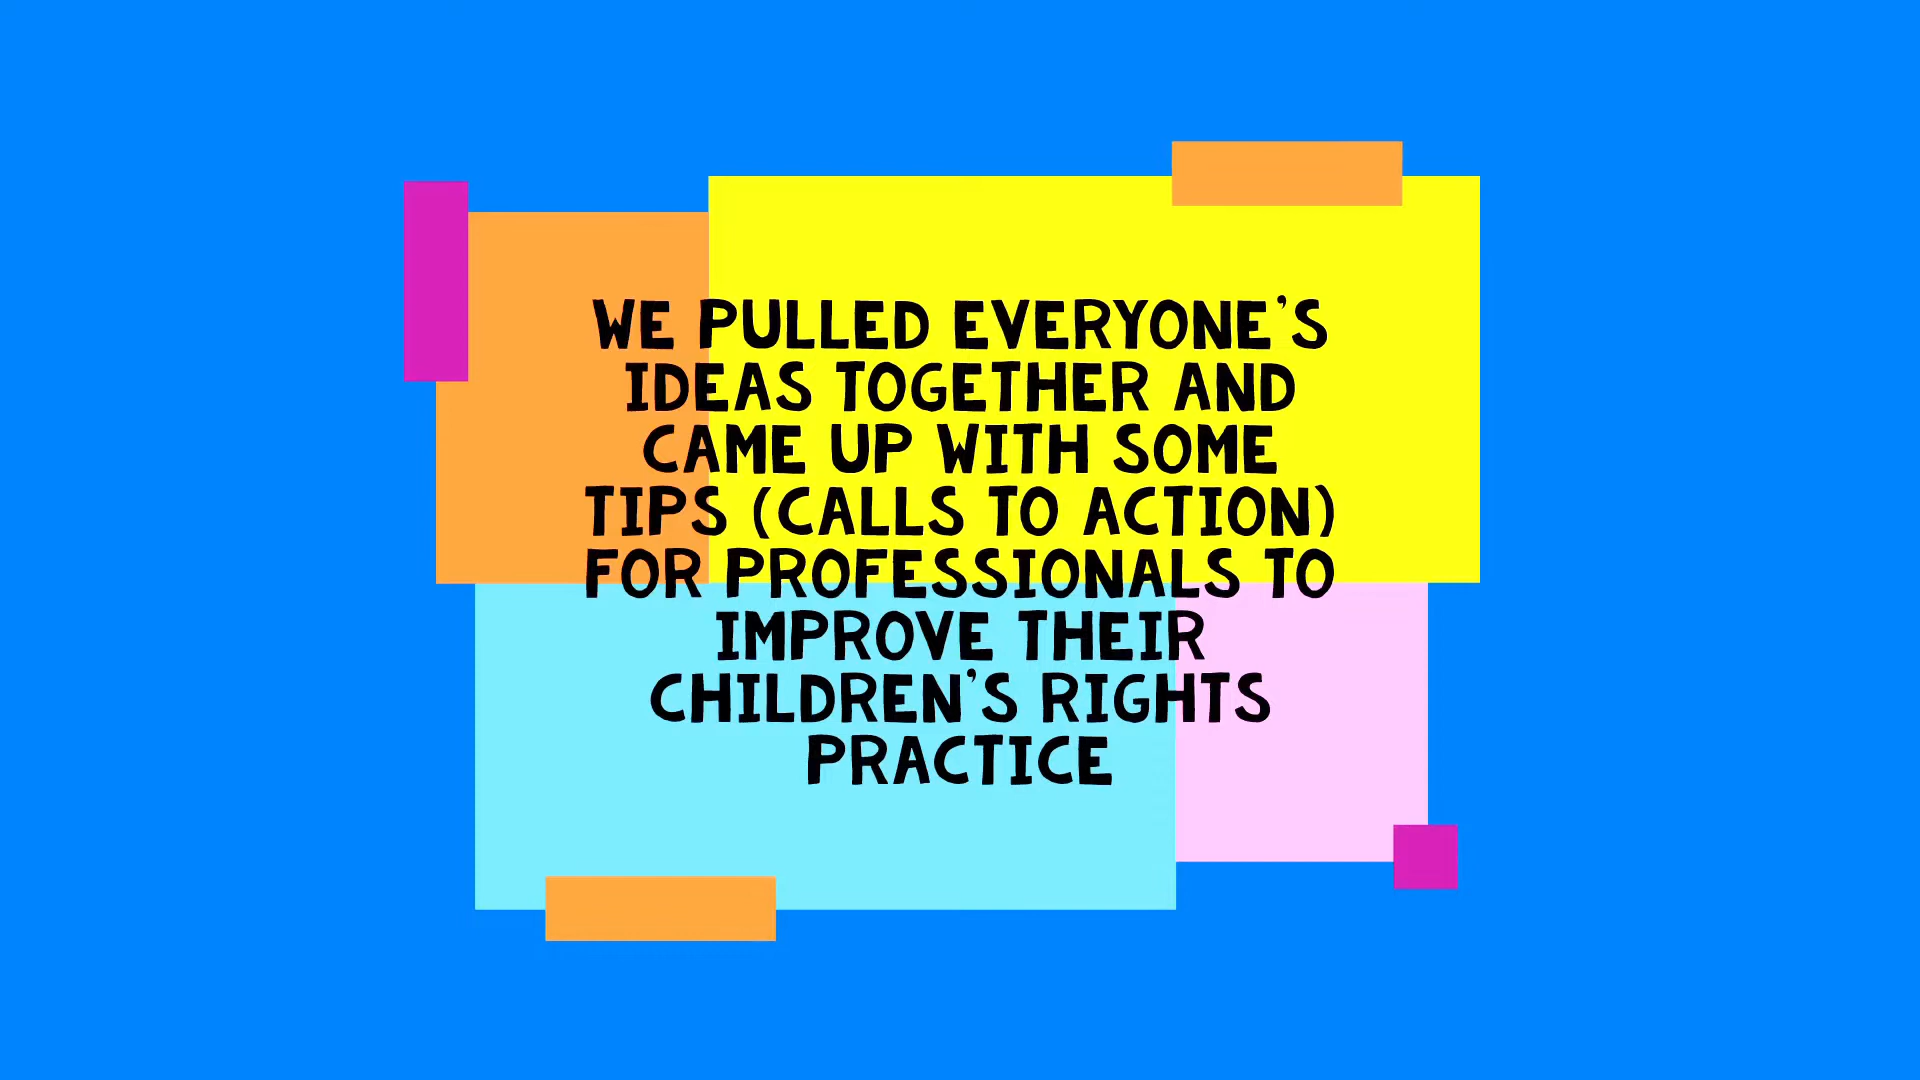 WE PULLED EVERYONE'S
IDEAS TOGETHER AND
CAME UP WITH SOME
TIPS (CALLS TO ACTION)
FOR PROFESSIONALS TO
IMPROVE THEIR
CHILDREN'S RIGHTS
PRACTICE